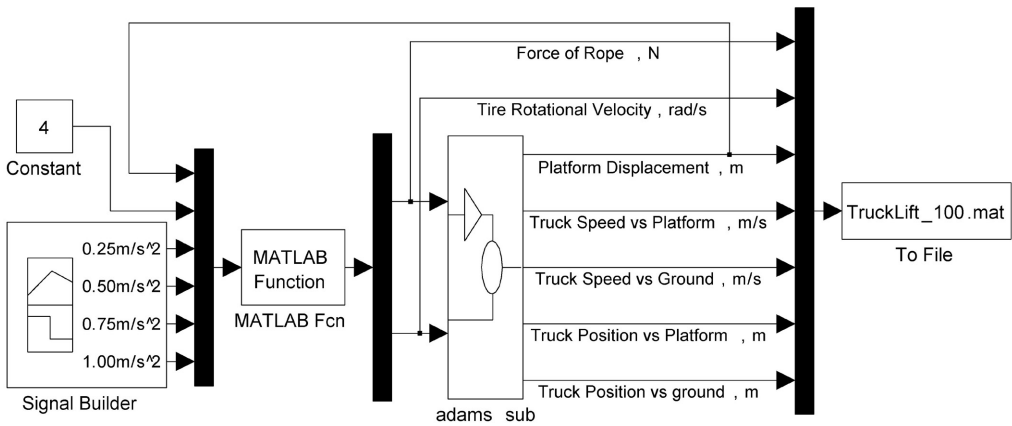 Force of Rope , N
Tire Rotational Velocity , rad/s
4
Constant
Platform Displacement , m
Truck Speed vs Platform , m/s
TruckLift_100.mat
To File
0.25m/s^2
0.50m/s^2
0.75m/s^2
1.00m/s^2
Signal Builder
MATLAB
Function
MATLAB Fcn
Truck Speed vs Ground , m/s
Truck Position vs Platform , m
Truck Position vs ground , m
adams sub